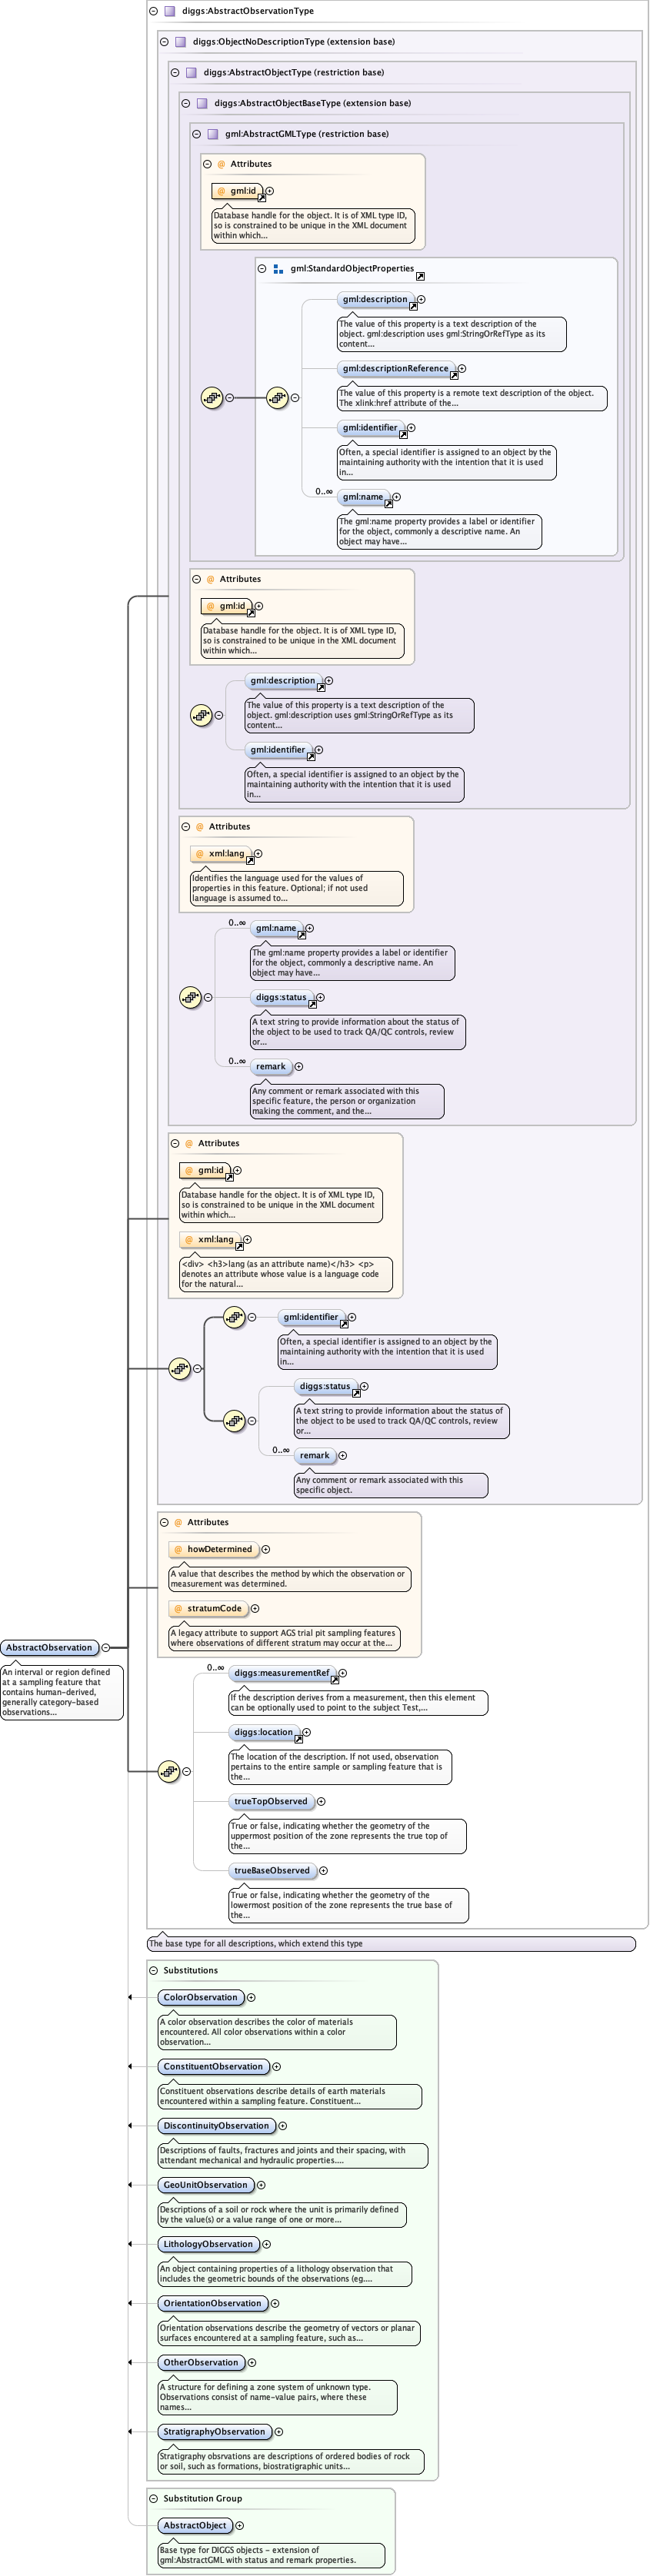 diggs:AbstractObservationType
diggs:ObjectNoDescriptionType (extension base)
diggs:AbstractObjectType (restriction base)
diggs:AbstractObjectBaseType (extension base)
gml:AbstractGMLType (restriction base)
@ Attributes
@ gml:id
Database handle for the object. It is of XML type ID,
so is constrained to be unique in the XML document
within which...
gml:StandardObjectProperties
gml:description
The value of this property is a text description of the
object. gml:description uses gml:StringOrRefType as its
content...
gml:descriptionReference
The value of this property is a remote text description of the object.
The xlink:href attribute of the...
gml:identifier
Often, a special identifier is assigned to an object by the
maintaining authority with the intention that it is used
in...
0..∞
gml:name
The gml:name property provides a label or identifier
for the object, commonly a descriptive name. An
object may have...
@ Attributes
@ gml:id
Database handle for the object. It is of XML type ID,
so is constrained to be unique in the XML document
within which...
gml:description
The value of this property is a text description of the
object. gml:description uses gml:StringOrRefType as its
content...
gml:identifier
Often, a special identifier is assigned to an object by the
maintaining authority with the intention that it is used
in...
@ Attributes
@ xml:lang
Identifies the language used for the values of
properties in this feature. Optional; if not used
language is assumed to...
0..∞
gml:name
The gml:name property provides a label or identifier
for the object, commonly a descriptive name. An
object may have...
diggs:status
A text string to provide information about the status of
the object to be used to track QA/QC controls, review
or...
0..∞
remark
Any comment or remark associated with this
specific feature, the person or organization
making the comment, and the...
@ Attributes
@ gml:id
Database handle for the object. It is of XML type ID,
so is constrained to be unique in the XML document
within which...
@ xml:lang
<div> <h3>lang (as an attribute name)</h3> <p>
denotes an attribute whose value is a language code
for the natural...
gml:identifier
Often, a special identifier is assigned to an object by the
maintaining authority with the intention that it is used
in...
diggs:status
A text string to provide information about the status of
the object to be used to track QA/QC controls, review
or...
0..∞
remark
Any comment or remark associated with this
specific object.
@ Attributes
@ howDetermined
A value that describes the method by which the observation or
measurement was determined.
@ stratumCode
A legacy attribute to support AGS trial pit sampling features
where observations of different stratum may occur at the...
AbstractObservation
An interval or region defined
at a sampling feature that
contains human-derived,
generally category-based
observations...
0..∞
diggs:measurementRef
If the description derives from a measurement, then this element
can be optionally used to point to the subject Test,...
diggs:location
The location of the description. If not used, observation
pertains to the entire sample or sampling feature that is
the...
trueTopObserved
True or false, indicating whether the geometry of the
uppermost position of the zone represents the true top of
the...
trueBaseObserved
True or false, indicating whether the geometry of the
lowermost position of the zone represents the true base of
the...
The base type for all descriptions, which extend this type
Substitutions
ColorObservation
A color observation describes the color of materials
encountered. All color observations within a color
observation...
ConstituentObservation
Constituent observations describe details of earth materials
encountered within a sampling feature. Constituent...
DiscontinuityObservation
Descriptions of faults, fractures and joints and their spacing, with
attendant mechanical and hydraulic properties....
GeoUnitObservation
Descriptions of a soil or rock where the unit is primarily defined
by the value(s) or a value range of one or more...
LithologyObservation
An object containing properties of a lithology observation that
includes the geometric bounds of the observations (eg....
OrientationObservation
Orientation observations describe the geometry of vectors or planar
surfaces encountered at a sampling feature, such as...
OtherObservation
A structure for defining a zone system of unknown type.
Observations consist of name-value pairs, where these
names...
StratigraphyObservation
Stratigraphy obsrvations are descriptions of ordered bodies of rock
or soil, such as formations, biostratigraphic units...
Substitution Group
AbstractObject
Base type for DIGGS objects - extension of
gml:AbstractGML with status and remark properties.